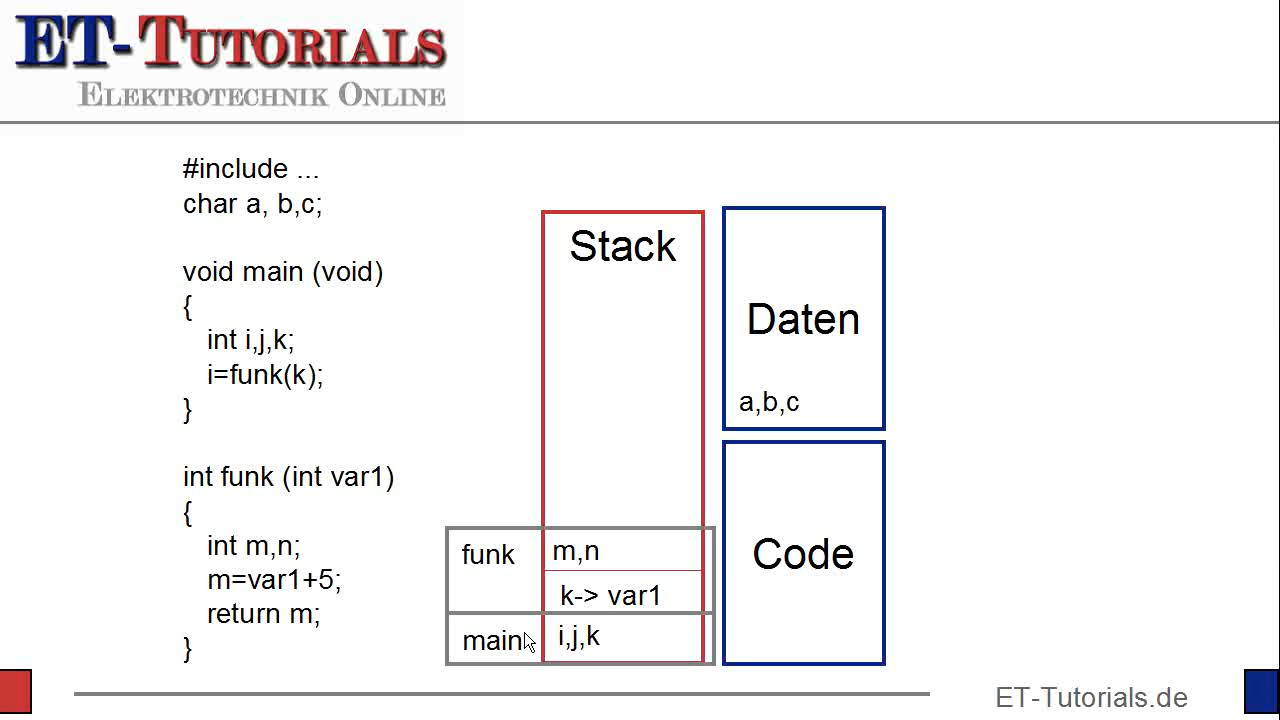 ET-TUTORIALS
ELEKTROTECHNIK ONLINE
#include ...
char a, b,c;
void main (void)
{
int i,j,k;
i=funk(k);
}
int funk (int var1)
{
int m,n;
m=var1+5;
return m;
}
Stack
funk
m,n
k-> var1
main
i,j,k
Daten
a,b,c
Code
ET-Tutorials.de